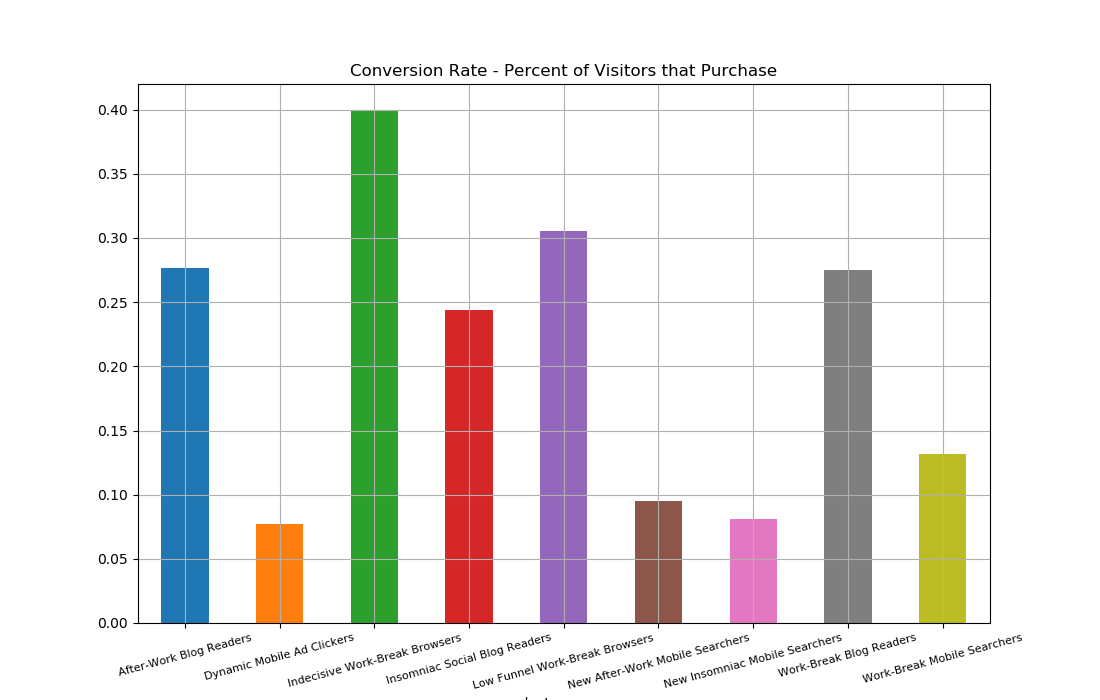 Conversion Rate - Percent of Visitors that Purchase
0.40
0.35
0.30
0.25
0.20
0.15
0.10
0.05
0.00
After-Work Blog Readers
Dynamic Mobile Ad Clickers
Indecisive Work-Break Browsers
Insomniac Social Blog Readers
Low Funnel Work-Break Browsers
New After-Work Mobile Searchers
New Insomniac Mobile Searchers
Work-Break Blog Readers
Work-Break Mobile Searchers